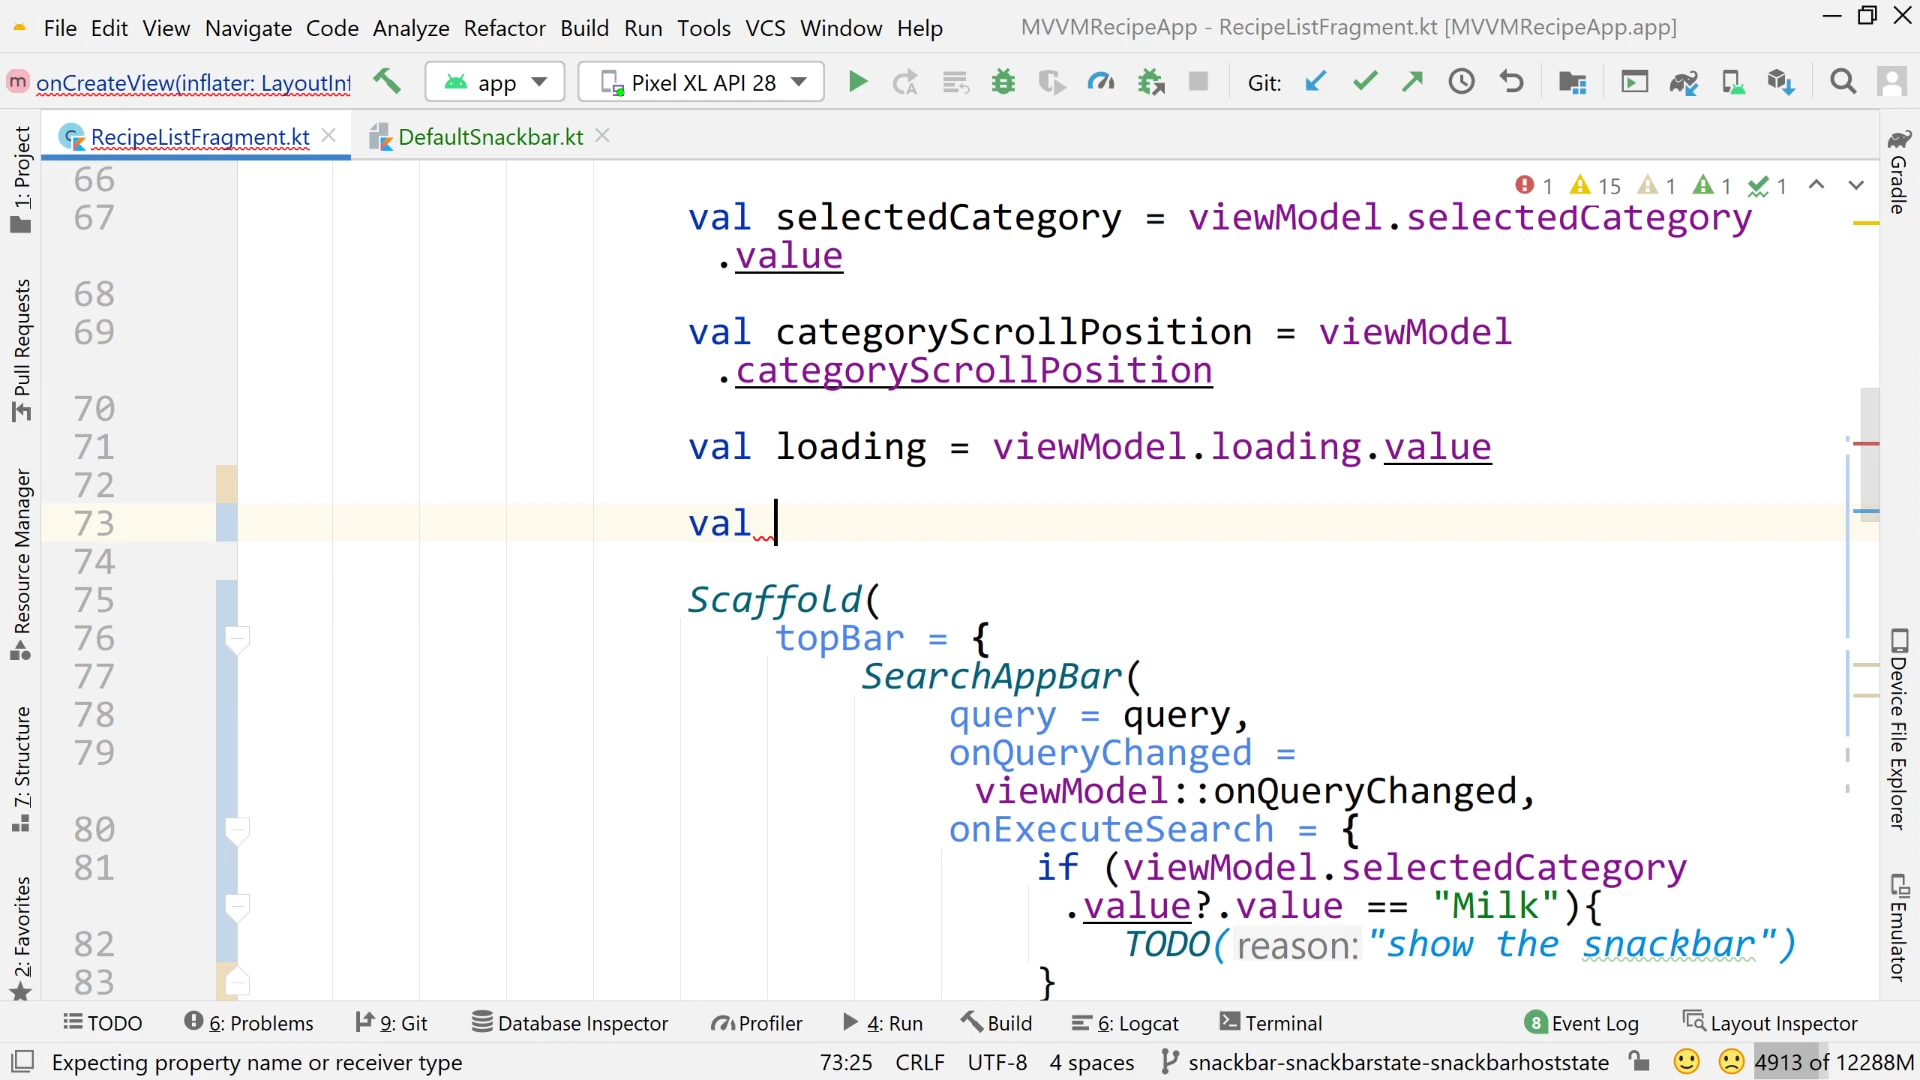 File Edit View Navigate Code Analyze Refactor Build Run Tools VCS Window Help MVVMRecipeApp - RecipeListFragment.kt [MVVMRecipeApp.app]
m onCreateView(inflater: LayoutInf app Pixel XL API 28 Git:
RecipeListFragment.kt DefaultSnackbar.kt
1: Project
Pull Requests
Resource Manager
7: Structure
2: Favorites
1 15 1 1 1
66
67 val selectedCategory = viewModel.selectedCategory
.value
68
69 val categoryScrollPosition = viewModel
.categoryScrollPosition
70
71 val loading = viewModel.loading.value
72
73 val
74
75 Scaffold(
76 topBar = {
77 SearchAppBar(
78 query = query,
79 onQueryChanged =
viewModel::onQueryChanged,
80 onExecuteSearch = {
81 if (viewModel.selectedCategory
.value?.value == "Milk"){
82 TODO( reason: "show the snackbar")
83 }
Gradle
Device File Explorer
Emulator
TODO 6: Problems 9: Git Database Inspector Profiler 4: Run Build 6: Logcat Terminal 8 Event Log Layout Inspector
Expecting property name or receiver type 73:25 CRLF UTF-8 4 spaces snackbar-snackbarstate-snackbarhoststate 4913 of 12288M